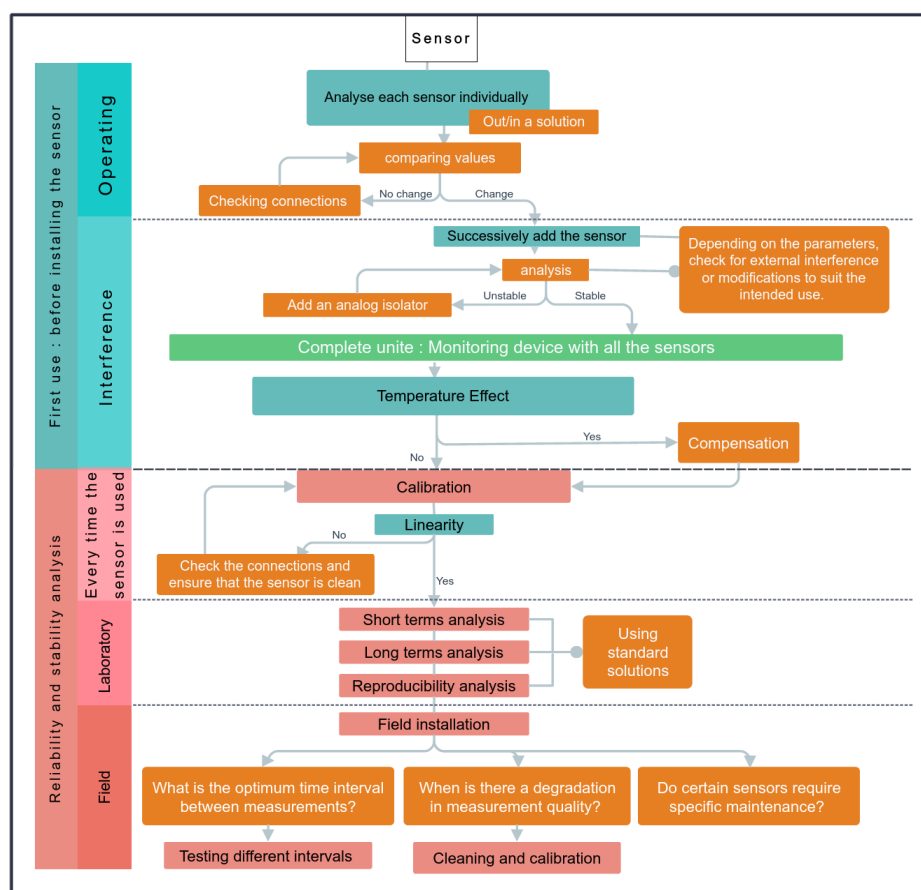 Sensor
First use : before installing the sensor
Operating
Analyse each sensor individually
Out/in a solution
comparing values
No change
Change
Checking connections
Interference
Successively add the sensor
Depending on the parameters,
check for external interference
or modifications to suit the
intended use.
analysis
Unstable
Stable
Add an analog isolator
Complete unite : Monitoring device with all the sensors
Temperature Effect
Yes
Compensation
No
Reliability and stability analysis
Every time the
sensor is used
Calibration
Linearity
No
Check the connections and
ensure that the sensor is clean
Yes
Laboratory
Short terms analysis
Long terms analysis
Reproducibility analysis
Using
standard
solutions
Field
Field installation
What is the optimum time interval
between measurements?
When is there a degradation
in measurement quality?
Do certain sensors require
specific maintenance?
Testing different intervals
Cleaning and calibration